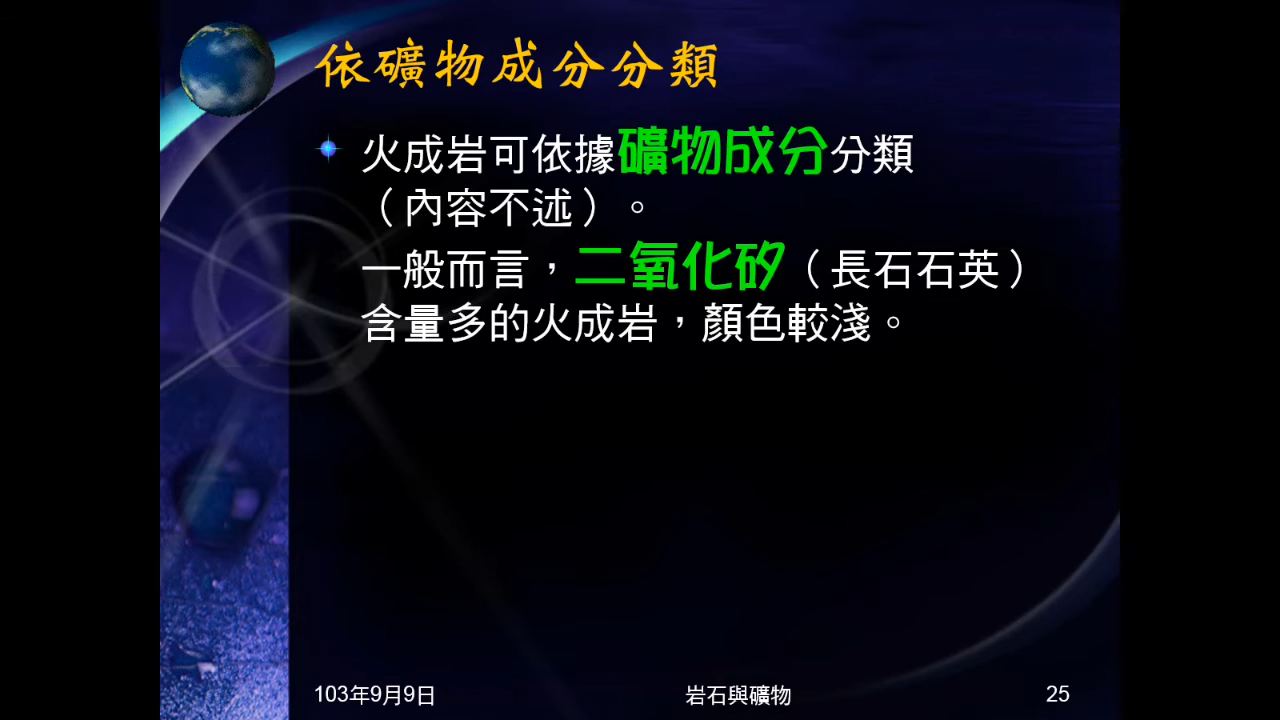 依礦物成分分類
火成岩可依據礦物成分分類
（內容不述）。
一般而言，二氧化矽（長石石英）
含量多的火成岩，顏色較淺。
103年9月9日
岩石與礦物
25